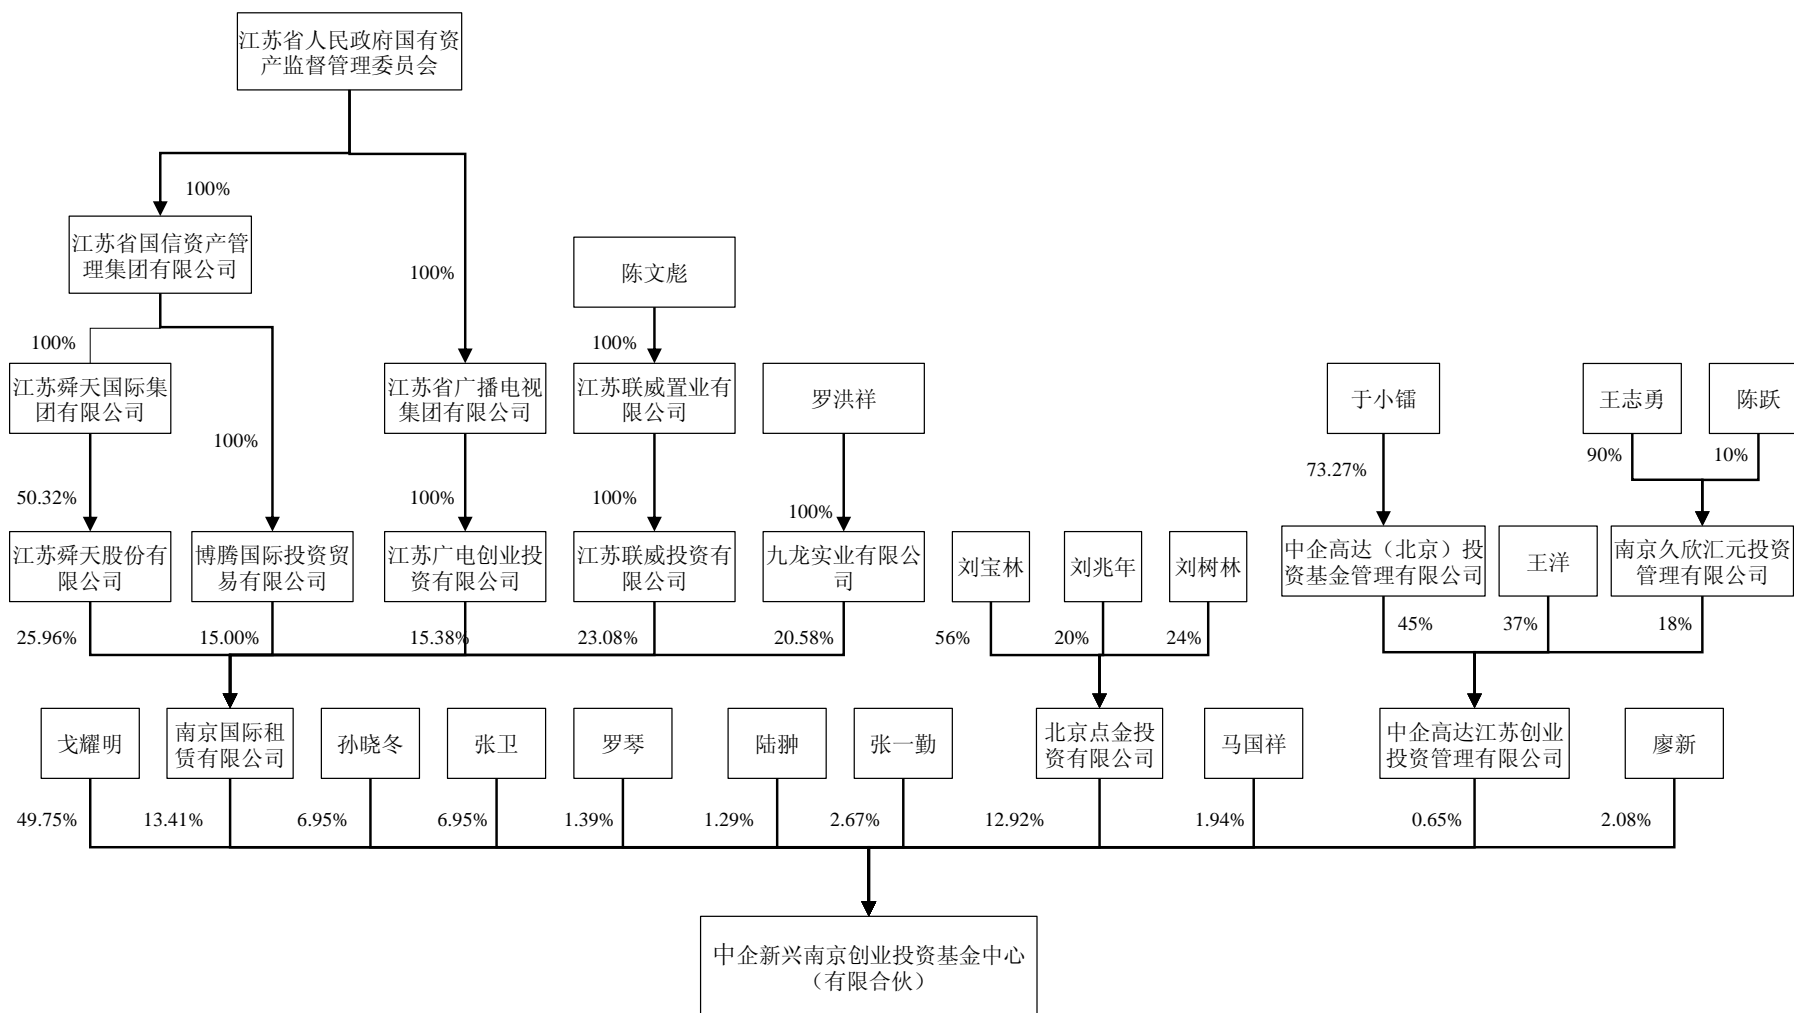 江苏省人民政府国有资
产监督管理委员会
100%
江苏省国信资产管
理集团有限公司
100%
陈文彪
100%
100%
江苏舜天国际集
团有限公司
江苏省广播电视
集团有限公司
江苏联威置业有
限公司
罗洪祥
于小镭
王志勇
陈跃
100%
90%
10%
73.27%
50.32%
100%
100%
100%
江苏舜天股份有
限公司
博腾国际投资贸
易有限公司
江苏广电创业投
资有限公司
江苏联威投资有
限公司
九龙实业有限公
司
刘宝林
刘兆年
刘树林
中企高达（北京）投
资基金管理有限公司
王洋
南京久欣汇元投资
管理有限公司
25.96%
15.00%
15.38%
23.08%
20.58%
56%
20%
24%
45%
37%
18%
戈耀明
南京国际租
赁有限公司
孙晓冬
张卫
罗琴
陆翀
张一勤
北京点金投
资有限公司
马国祥
中企高达江苏创业
投资管理有限公司
廖新
49.75%
13.41%
6.95%
6.95%
1.39%
1.29%
2.67%
12.92%
1.94%
0.65%
2.08%
中企新兴南京创业投资基金中心
（有限合伙）